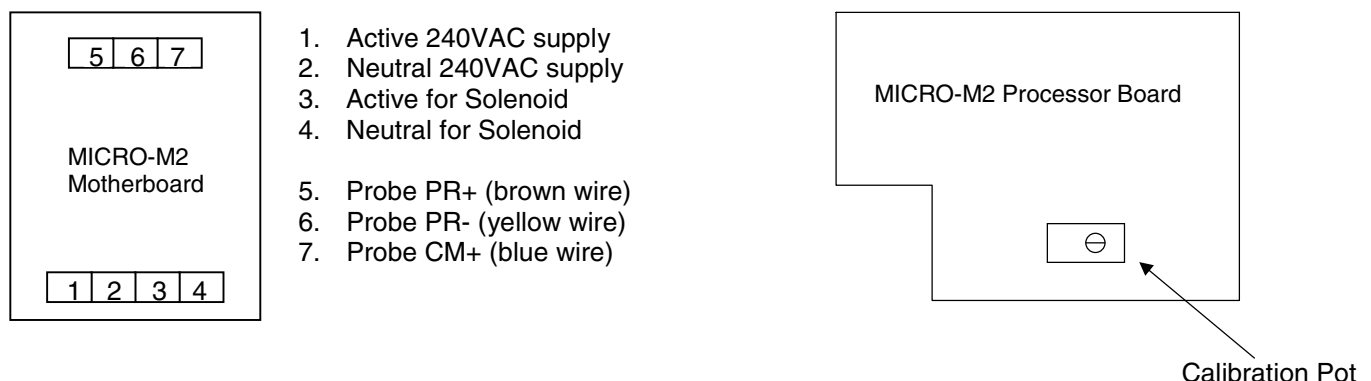 5 6 7
MICRO-M2
Motherboard
1 2 3 4
1. Active 240VAC supply
2. Neutral 240VAC supply
3. Active for Solenoid
4. Neutral for Solenoid
5. Probe PR+ (brown wire)
6. Probe PR- (yellow wire)
7. Probe CM+ (blue wire)
MICRO-M2 Processor Board
Calibration Pot